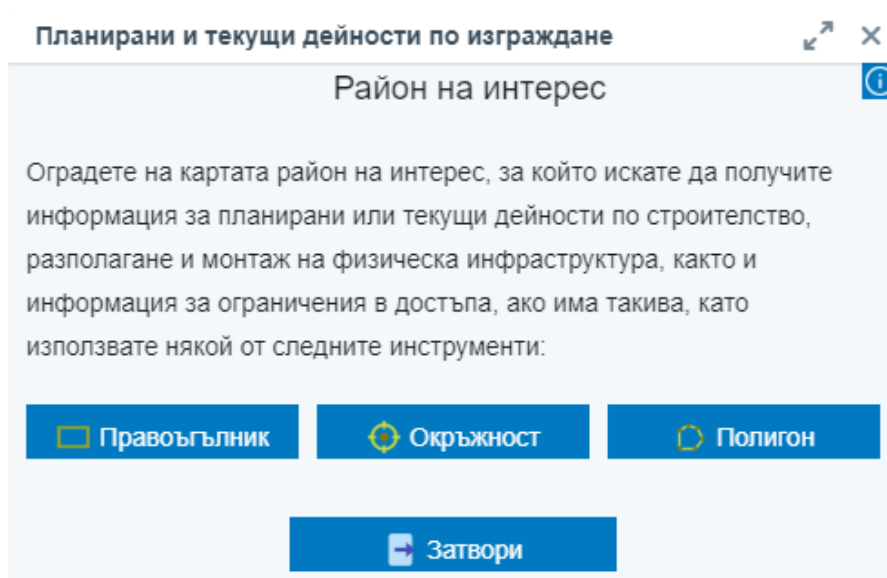 Планирани и текущи дейности по изграждане
Район на интерес
Оградете на картата район на интерес, за който искате да получите
информация за планирани или текущи дейности по строителство,
разполагане и монтаж на физическа инфраструктура, както и
информация за ограничения в достъпа, ако има такива, като
използвате някой от следните инструменти:
Правоъгълник
Окръжност
Полигон
Затвори